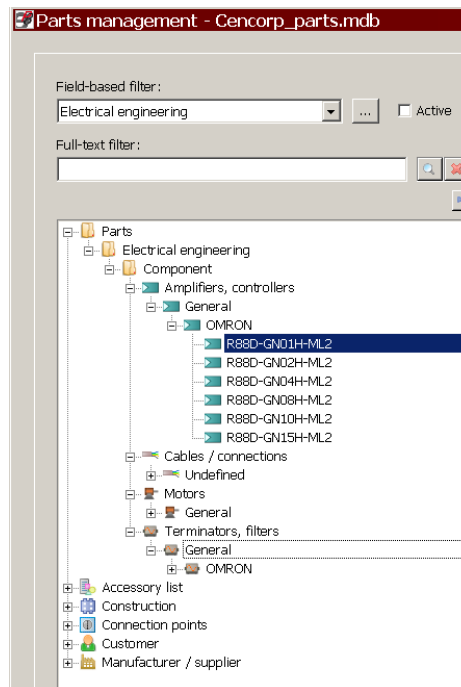 Parts management - Cencorp_parts.mdb
Field-based filter:
Electrical engineering
...
Active
Full-text filter:
Parts
Electrical engineering
Component
Amplifiers, controllers
General
OMRON
R88D-GN01H-ML2
R88D-GN02H-ML2
R88D-GN04H-ML2
R88D-GN08H-ML2
R88D-GN10H-ML2
R88D-GN15H-ML2
Cables / connections
Undefined
Motors
General
Terminators, filters
General
OMRON
Accessory list
Construction
Connection points
Customer
Manufacturer / supplier